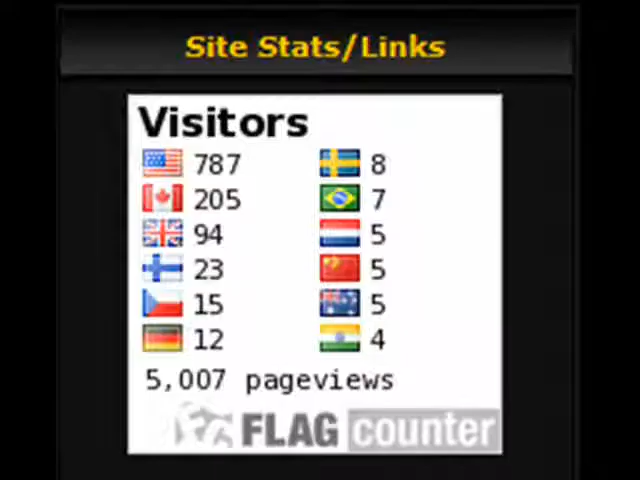 Site Stats/Links
Visitors
787 8
205 7
94 5
23 5
15 5
12 4
5,007 pageviews
FLAG counter